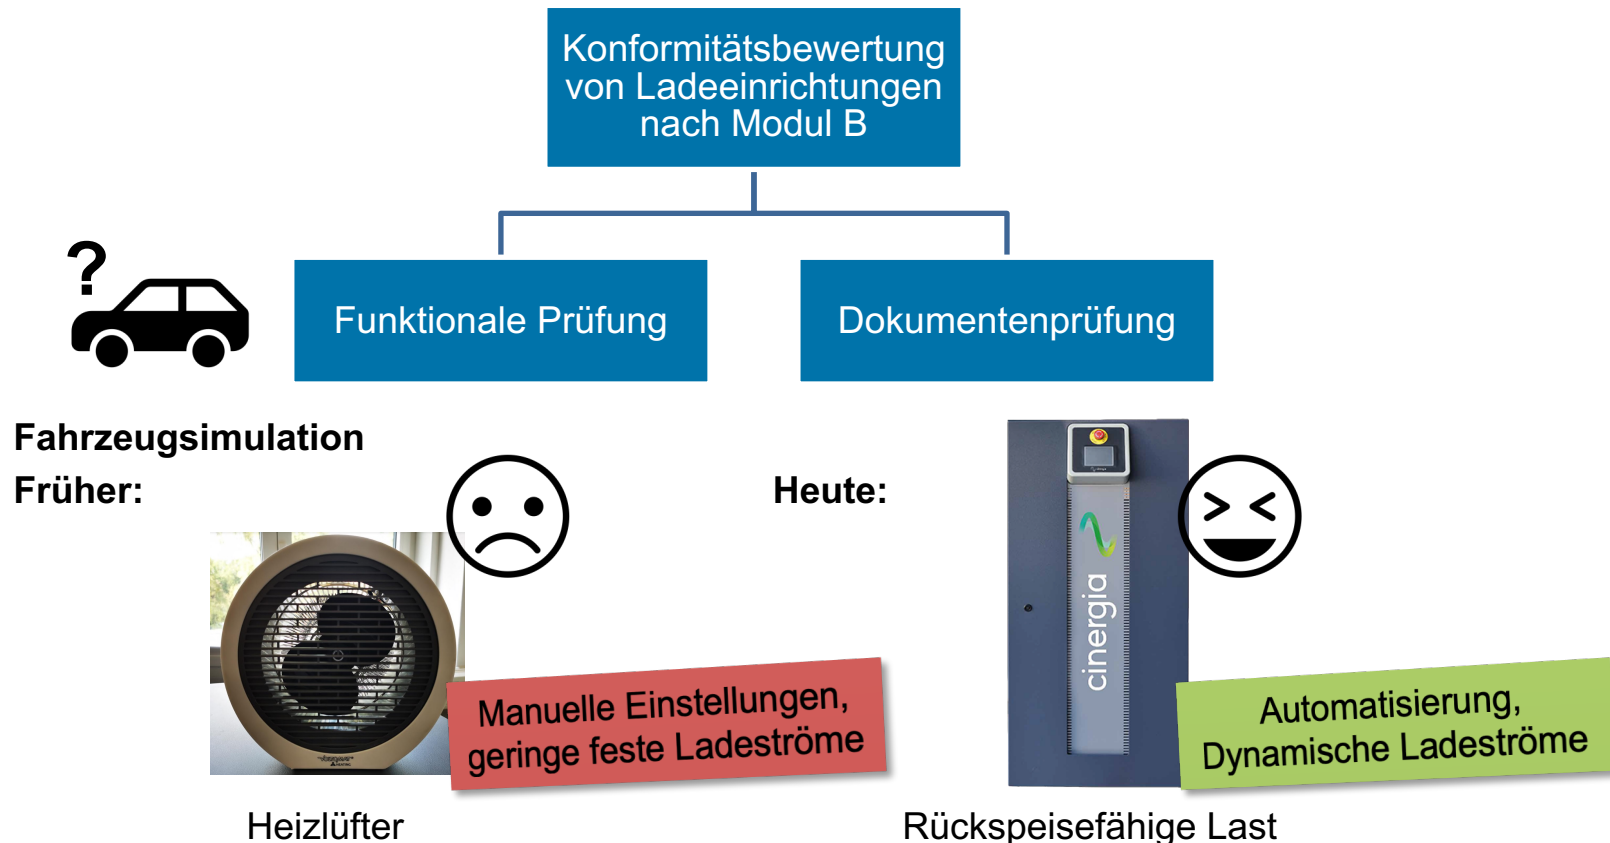 Konformitätsbewertung
von Ladeeinrichtungen
nach Modul B
?
Funktionale Prüfung
Dokumentenprüfung
Fahrzeugsimulation
Früher:
Heute:
cinergia
Manuelle Einstellungen,
geringe feste Ladeströme
Automatisierung,
Dynamische Ladeströme
Heizlüfter
Rückspeisefähige Last